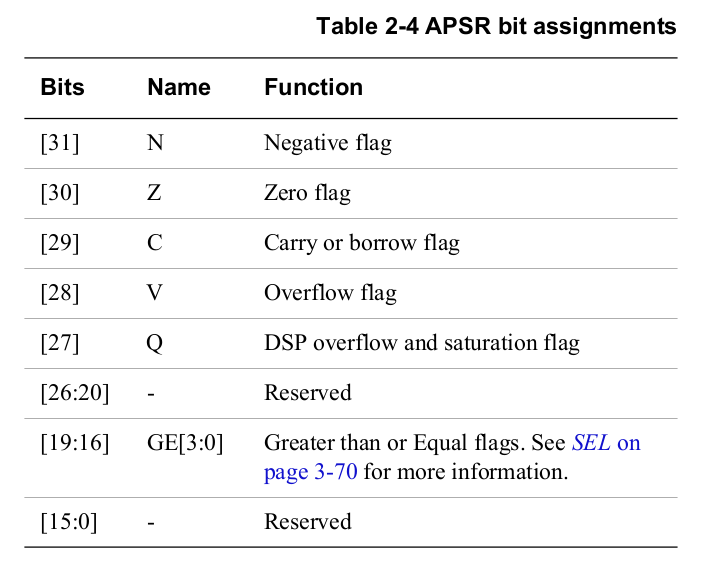 Table 2-4 APSR bit assignments
Bits Name Function
[31] N Negative flag
[30] Z Zero flag
[29] C Carry or borrow flag
[28] V Overflow flag
[27] Q DSP overflow and saturation flag
[26:20] - Reserved
[19:16] GE[3:0] Greater than or Equal flags. See SEL on
page 3-70 for more information.
[15:0] - Reserved